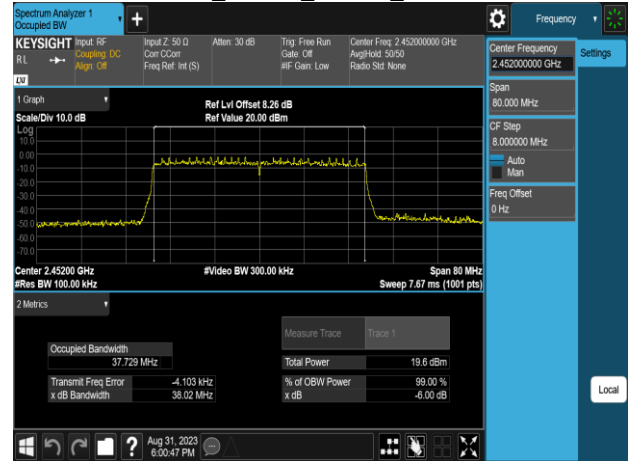 Spectrum Analyzer 1
Occupied BW
Frequency
KEYSIGHT
RL
LXI
Input: RF
Coupling: DC
Align: Off
Input Z: 50 Ω
Corr CCorr
Freq Ref: Int (S)
Atten: 30 dB
Trig: Free Run
Gate: Off
#IF Gain: Low
Center Freq: 2.452000000 GHz
Avg|Hold: 50/50
Radio Std: None
Center Frequency
2.452000000 GHz
Settings
Span
80.000 MHz
CF Step
8.000000 MHz
Auto
Man
Freq Offset
0 Hz
1 Graph
Scale/Div 10.0 dB
Ref Lvl Offset 8.26 dB
Ref Value 20.00 dBm
Log
10.0
0.00
-10.0
-20.0
-30.0
-40.0
-50.0
-60.0
-70.0
Center 2.45200 GHz
#Res BW 100.00 kHz
#Video BW 300.00 kHz
Span 80 MHz
Sweep 7.67 ms (1001 pts)
2 Metrics
Measure Trace
Trace 1
Occupied Bandwidth
37.729 MHz
Total Power
19.6 dBm
Transmit Freq Error
-4.103 kHz
% of OBW Power
99.00 %
x dB Bandwidth
38.02 MHz
x dB
-6.00 dB
Local
?
Aug 31, 2023
6:00:47 PM